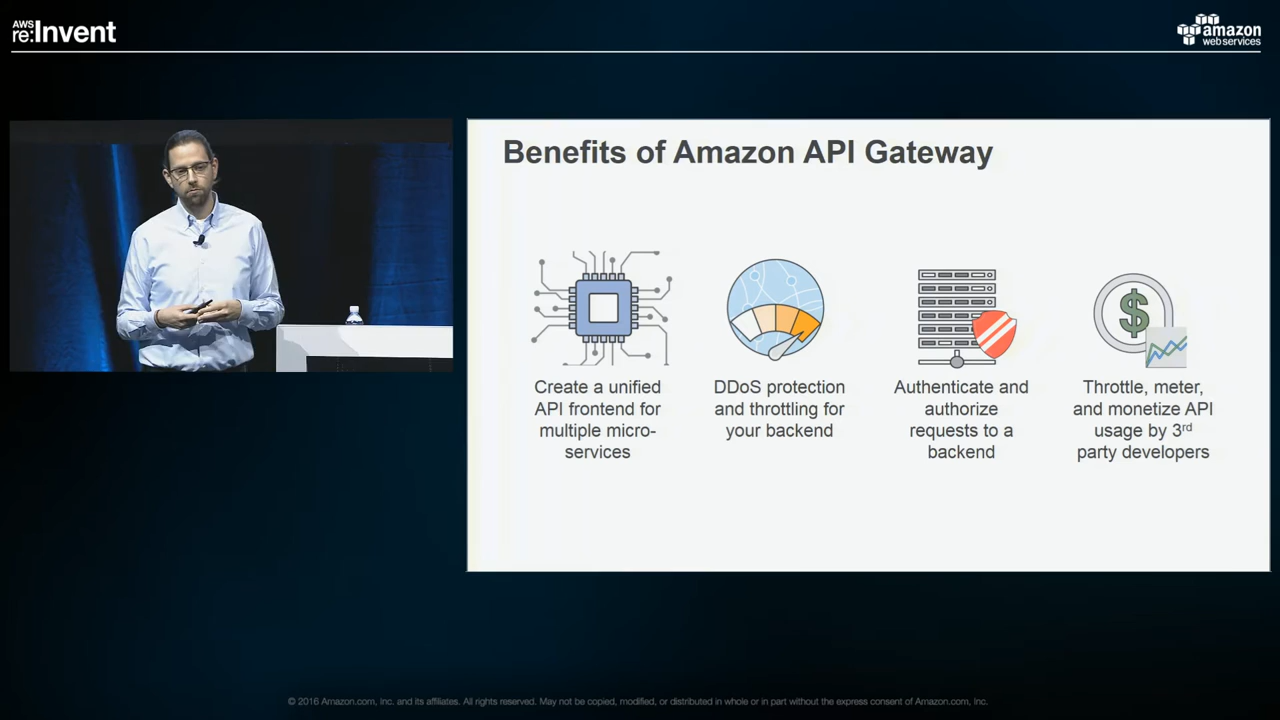 AWS
re:Invent
amazon
web services
Benefits of Amazon API Gateway
Create a unified
API frontend for
multiple micro-
services
DDoS protection
and throttling for
your backend
Authenticate and
authorize
requests to a
backend
Throttle, meter,
and monetize API
usage by 3rd
party developers
© 2016 Amazon.com, Inc. and its affiliates. All rights reserved. May not be copied, modified, or distributed in whole or in part without the express consent of Amazon.com, Inc.